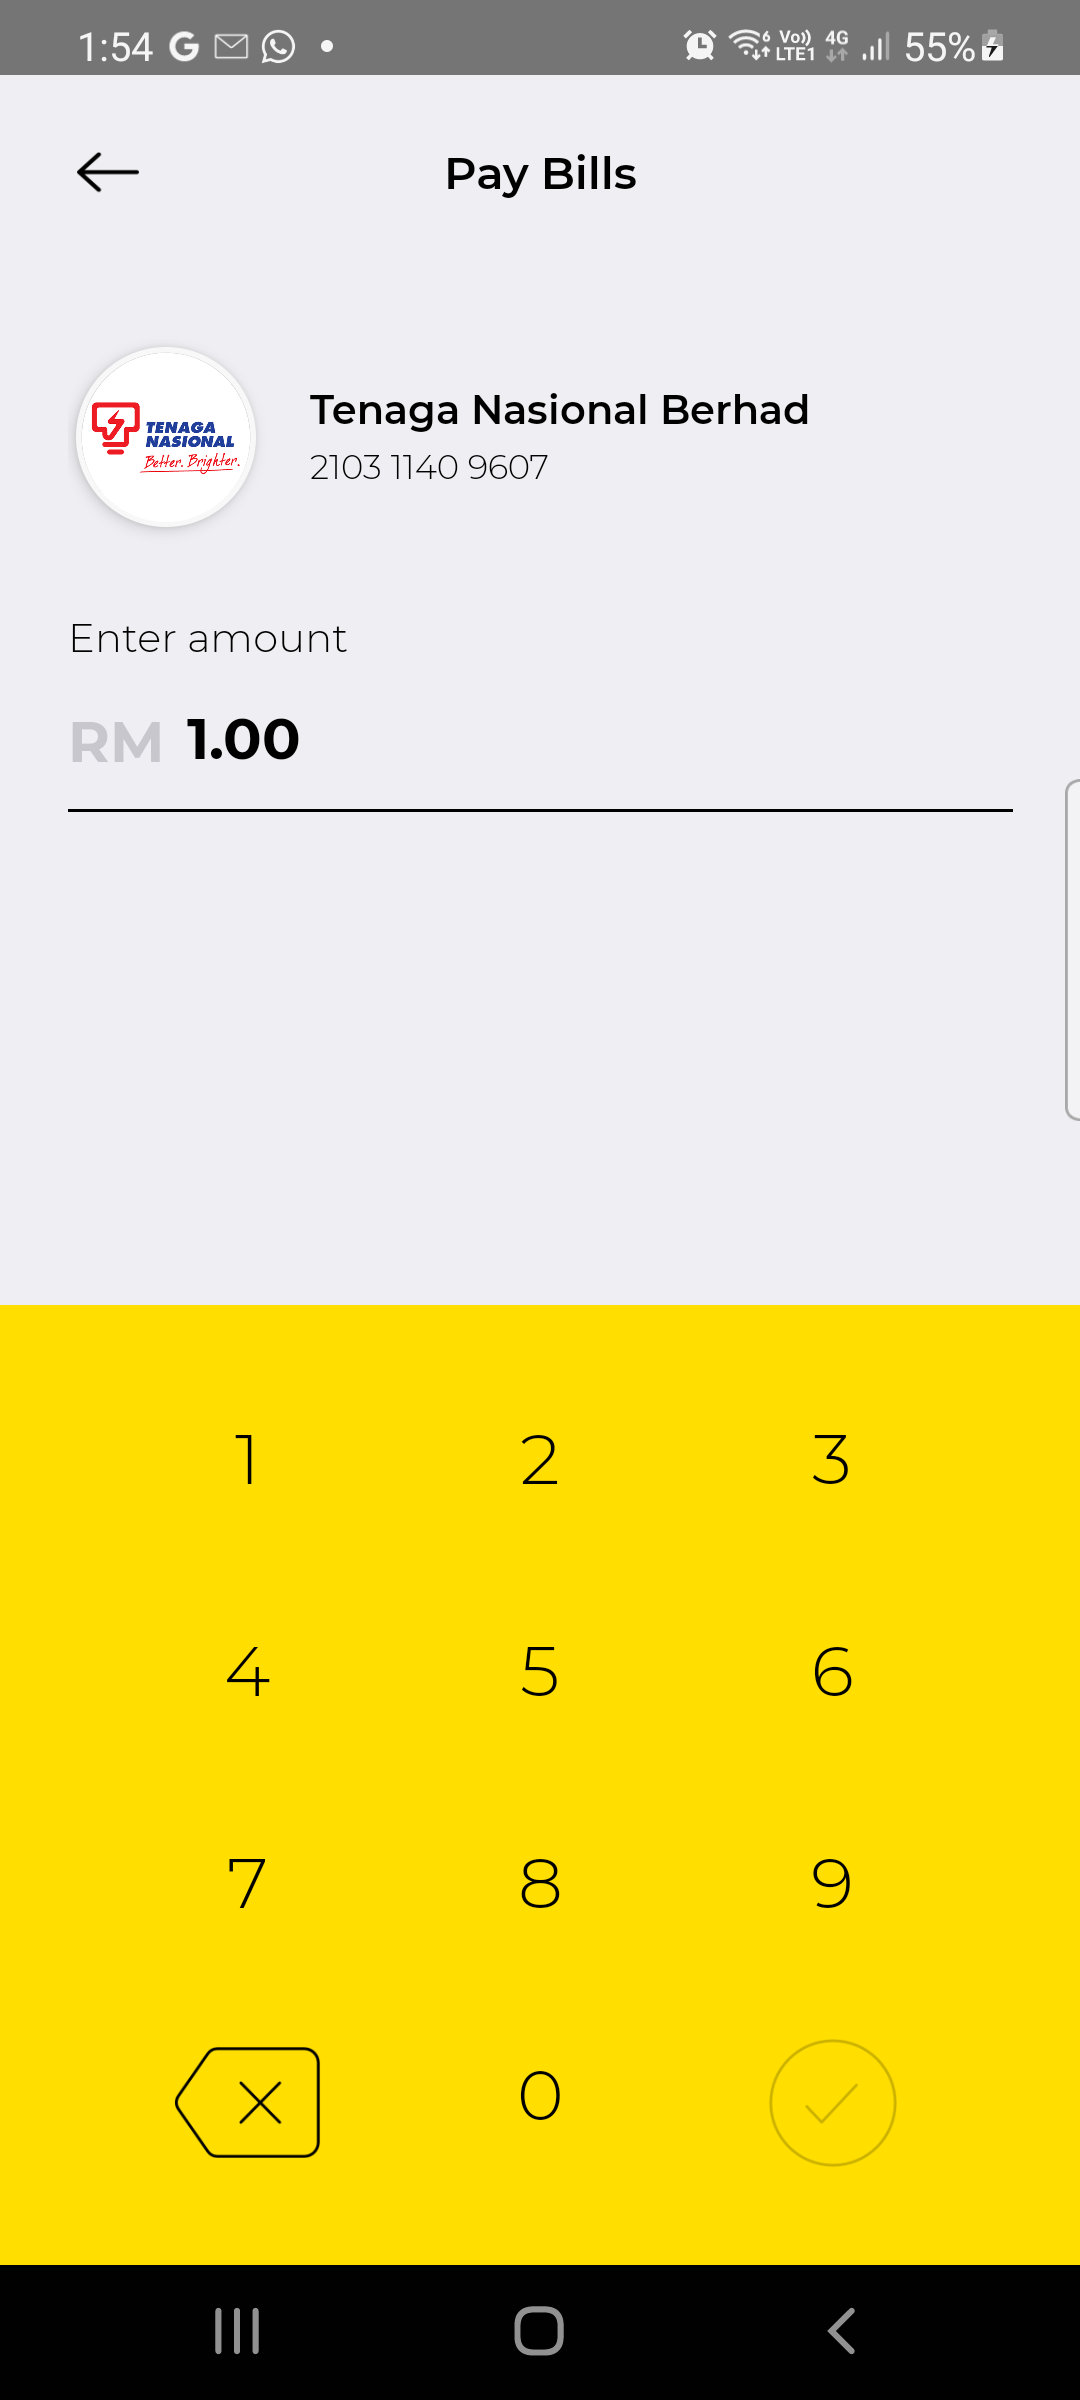 1:54 G 6 Vo)) LTE1 4G 55%
Pay Bills
TENAGA
NASIONAL
Better. Brighter.
Tenaga Nasional Berhad
2103 1140 9607
Enter amount
RM 1.00
1 2 3
4 5 6
7 8 9
0